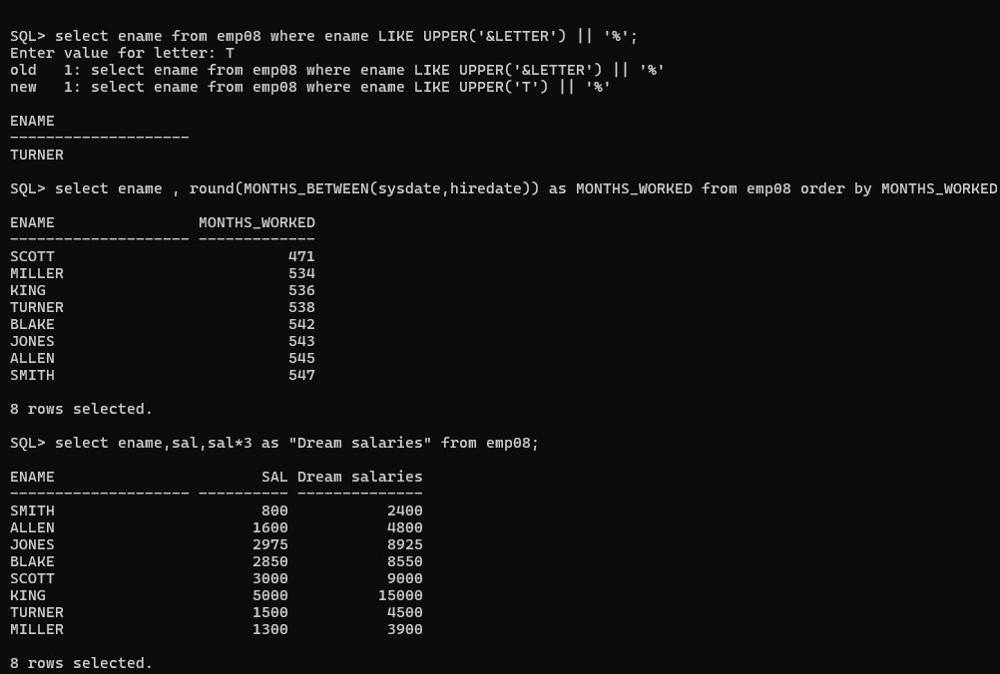 SQL> select ename from emp08 where ename LIKE UPPER('&LETTER') || '%';
Enter value for letter: T
old   1: select ename from emp08 where ename LIKE UPPER('&LETTER') || '%'
new   1: select ename from emp08 where ename LIKE UPPER('T') || '%'
ENAME
--------------------
TURNER
SQL> select ename , round(MONTHS_BETWEEN(sysdate,hiredate)) as MONTHS_WORKED from emp08 order by MONTHS_WORKED
ENAME                MONTHS_WORKED
-------------------- -------------
SCOTT                          471
MILLER                         534
KING                           536
TURNER                         538
BLAKE                          542
JONES                          543
ALLEN                          545
SMITH                          547
8 rows selected.
SQL> select ename,sal,sal*3 as "Dream salaries" from emp08;
ENAME                       SAL Dream salaries
-------------------- ---------- --------------
SMITH                       800           2400
ALLEN                      1600           4800
JONES                      2975           8925
BLAKE                      2850           8550
SCOTT                      3000           9000
KING                       5000          15000
TURNER                     1500           4500
MILLER                     1300           3900
8 rows selected.